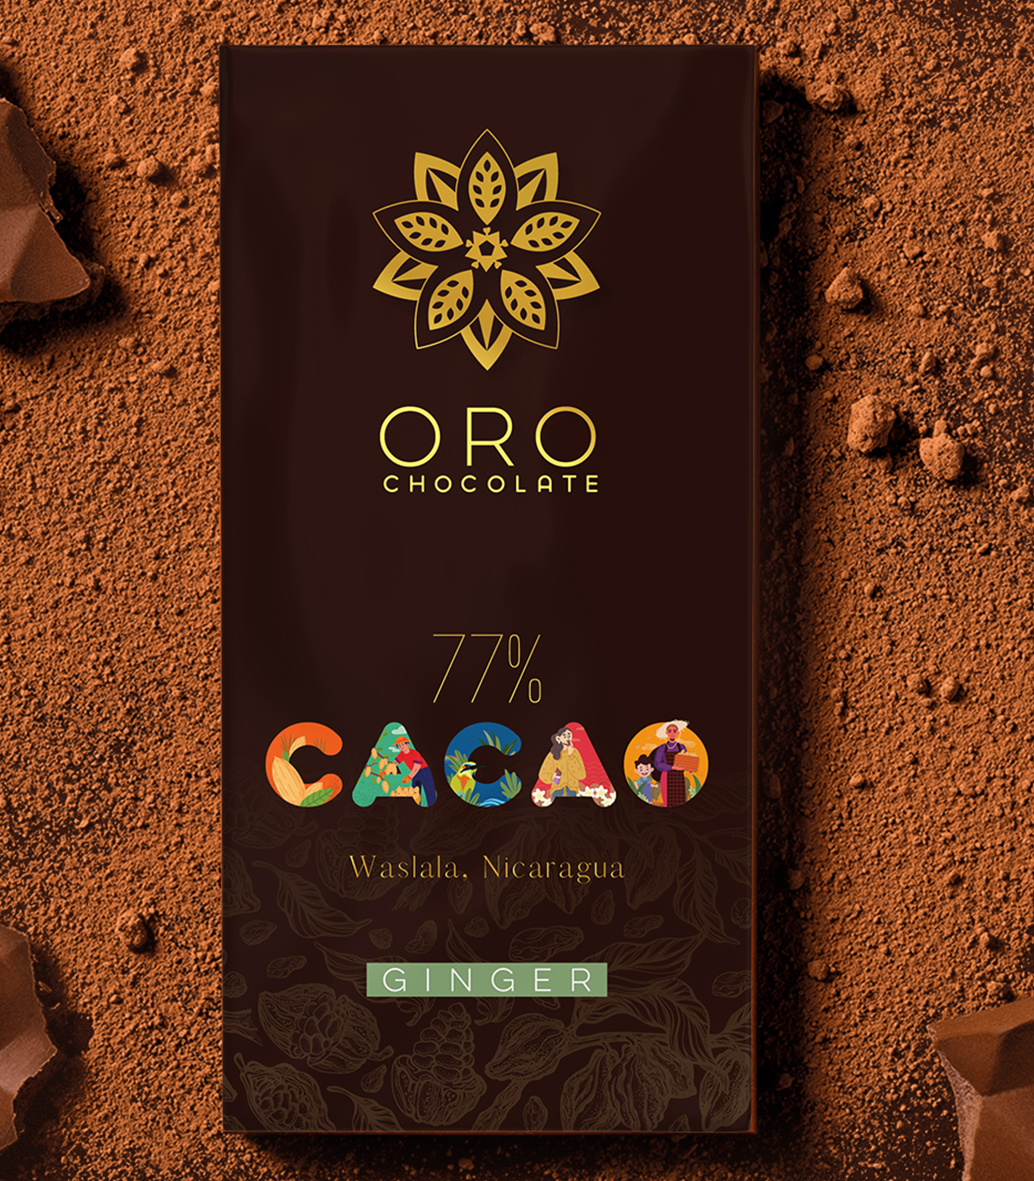 ORO
CHOCOLATE
77%
CACAO
Waslala, Nicaragua
GINGER